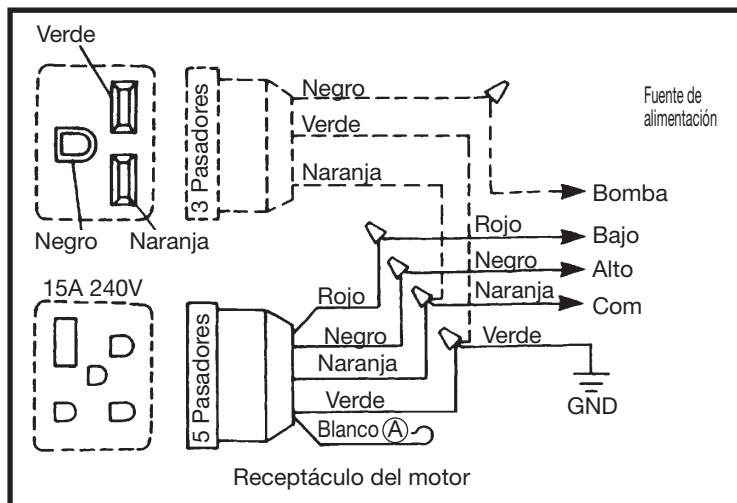 Verde
Negro
Naranja
3 Pasadores
Negro
Verde
Naranja
Fuente de
alimentación
Bomba
Rojo
Bajo
Negro
Alto
Naranja
Com
Verde
GND
15A 240V
5 Pasadores
Rojo
Negro
Naranja
Verde
Blanco A
Receptáculo del motor